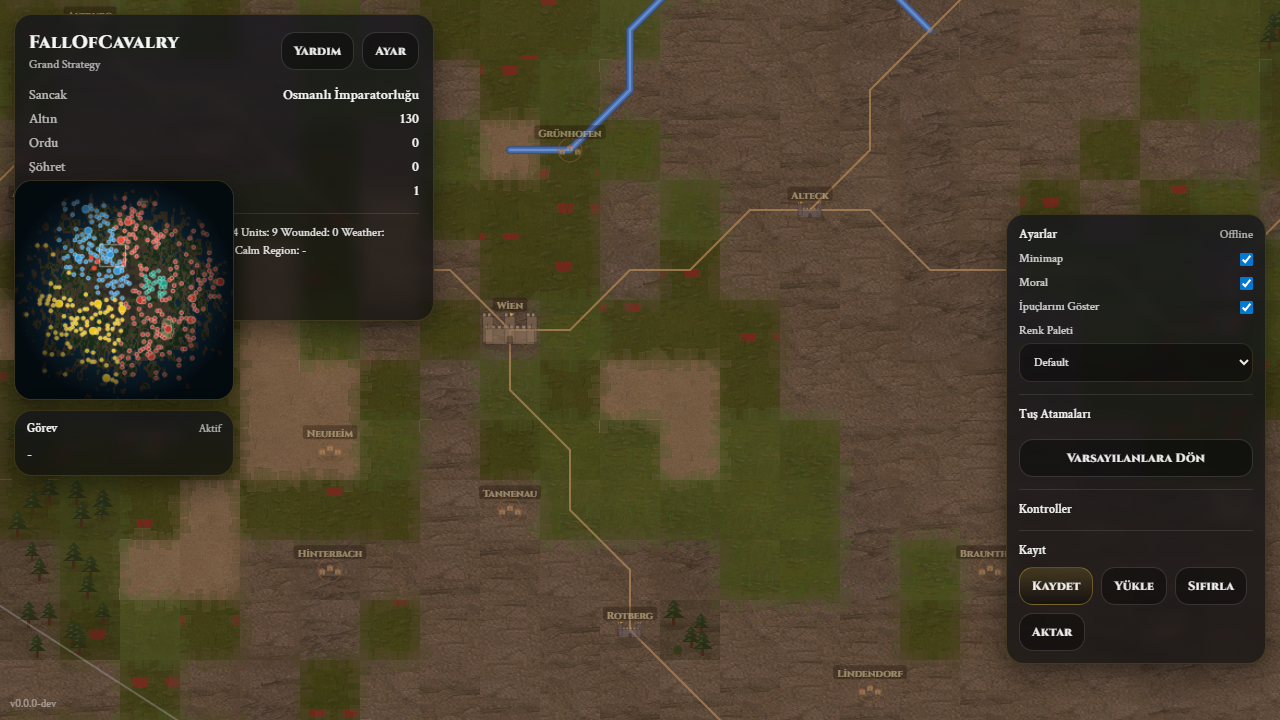 FallOfCavalry
Grand Strategy
Yardım
Ayar
Sancak Osmanlı İmparatorluğu
Altın 130
Ordu 0
Şöhret 0
1
4 Units: 9 Wounded: 0 Weather:
Calm Region: -
Görev Aktif
-
Grünhofen
Alteck
Wien
Neuheim
Tannenau
Hinterbach
Rotberg
Lindendorf
Ayarlar Offline
Minimap
Moral
İpuçlarını Göster
Renk Paleti
Default
Tuş Atamaları
Varsayılanlara Dön
Kontroller
Kayıt
Kaydet Yükle Sıfırla
Aktar
v0.0.0-dev